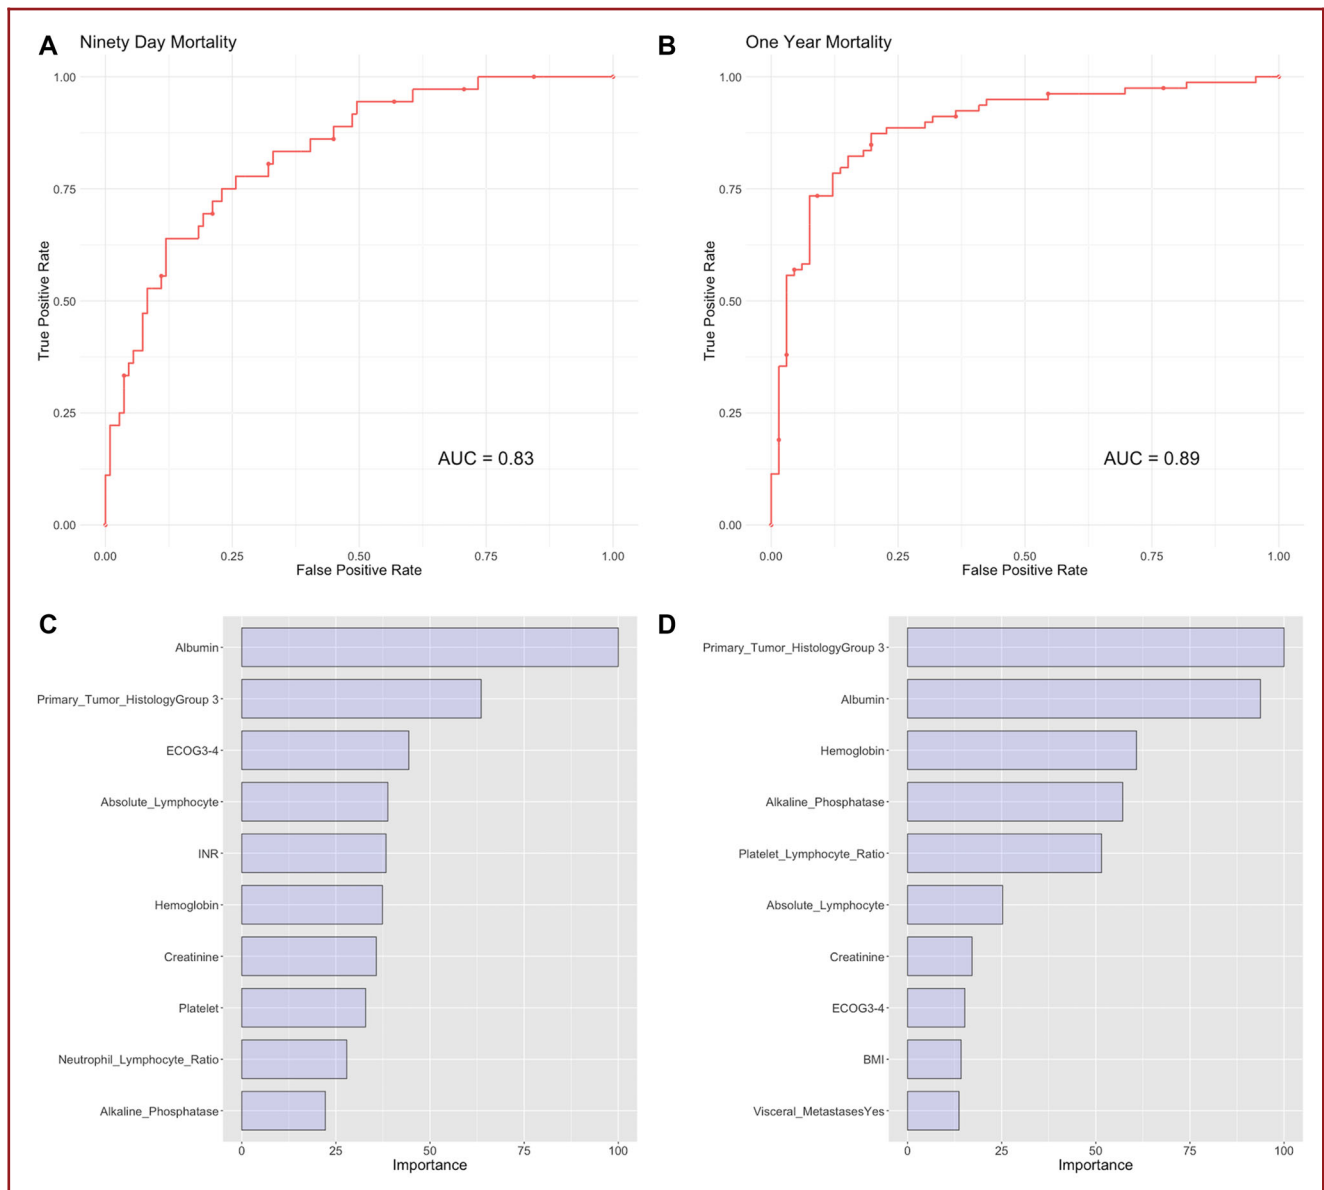 A Ninety Day Mortality
1.00
0.75
0.50
0.25
0.00
True Positive Rate
AUC = 0.83
0.00 0.25 0.50 0.75 1.00
False Positive Rate
B One Year Mortality
1.00
0.75
0.50
0.25
0.00
True Positive Rate
AUC = 0.89
0.00 0.25 0.50 0.75 1.00
False Positive Rate
C
Albumin
Primary_Tumor_HistologyGroup 3
ECOG3-4
Absolute_Lymphocyte
INR
Hemoglobin
Creatinine
Platelet
Neutrophil_Lymphocyte_Ratio
Alkaline_Phosphatase
0 25 50 75 100
Importance
D
Primary_Tumor_HistologyGroup 3
Albumin
Hemoglobin
Alkaline_Phosphatase
Platelet_Lymphocyte_Ratio
Absolute_Lymphocyte
Creatinine
ECOG3-4
BMI
Visceral_MetastasesYes
0 25 50 75 100
Importance